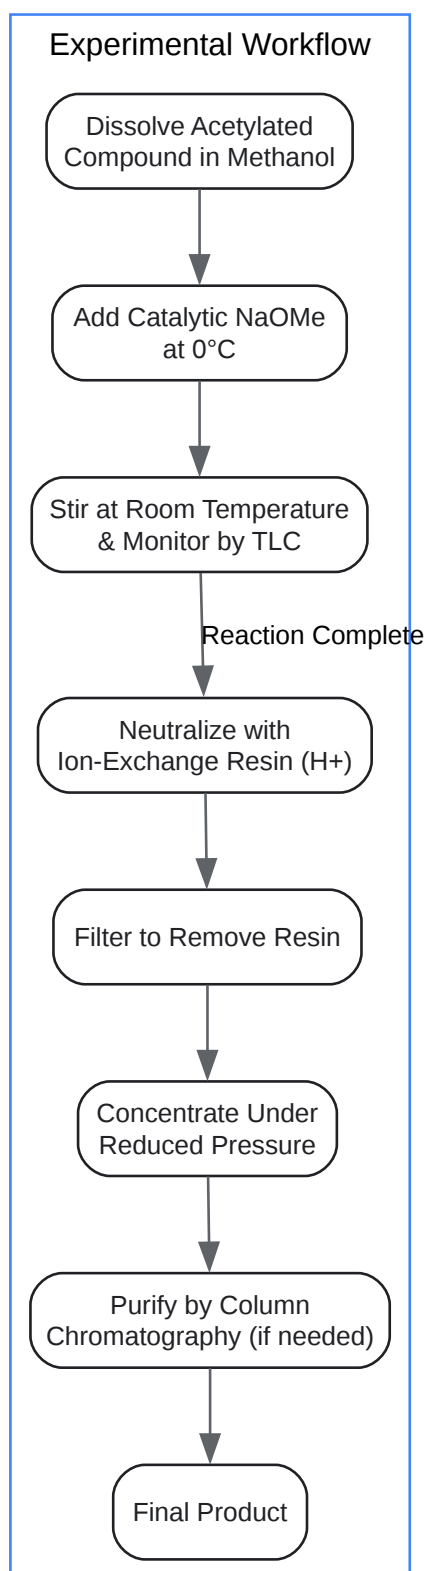 Experimental Workflow
Dissolve Acetylated
Compound in Methanol
Add Catalytic NaOMe
at 0°C
Stir at Room Temperature
& Monitor by TLC
Reaction Complete
Neutralize with
Ion-Exchange Resin (H+)
Filter to Remove Resin
Concentrate Under
Reduced Pressure
Purify by Column
Chromatography (if needed)
Final Product